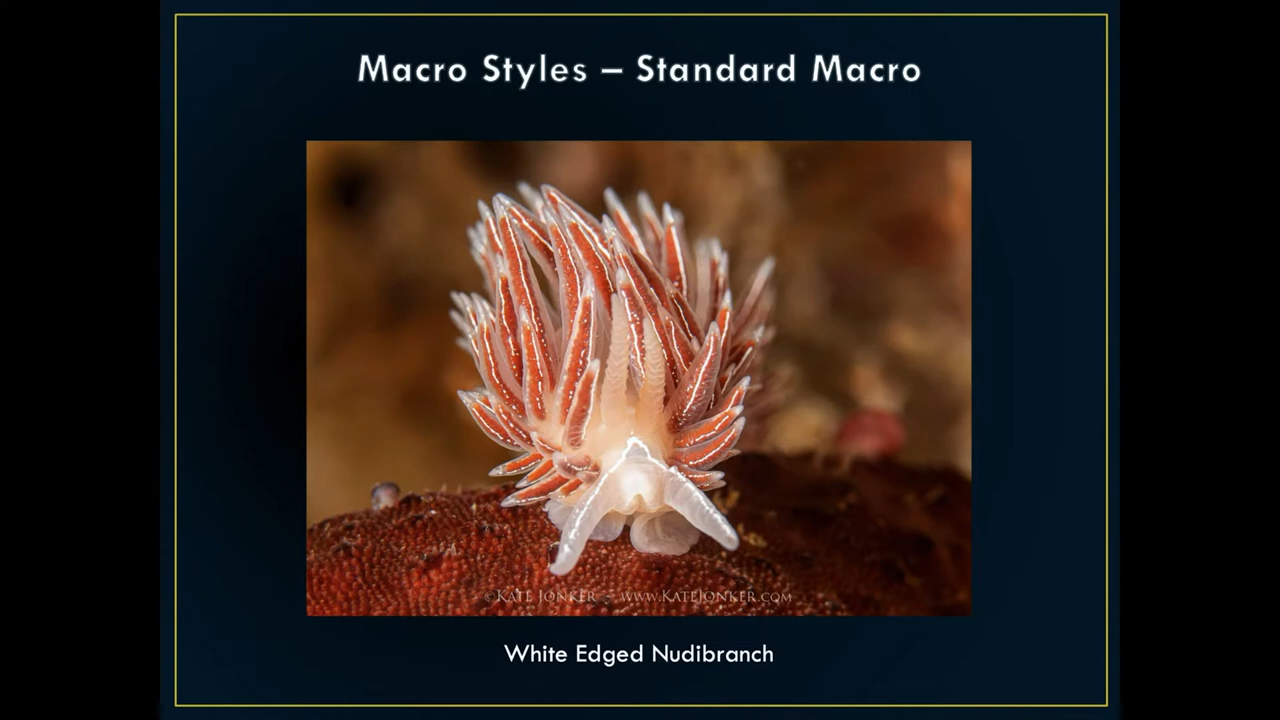 Macro Styles – Standard Macro
©Kate Jonker - www.KateJonker.com
White Edged Nudibranch